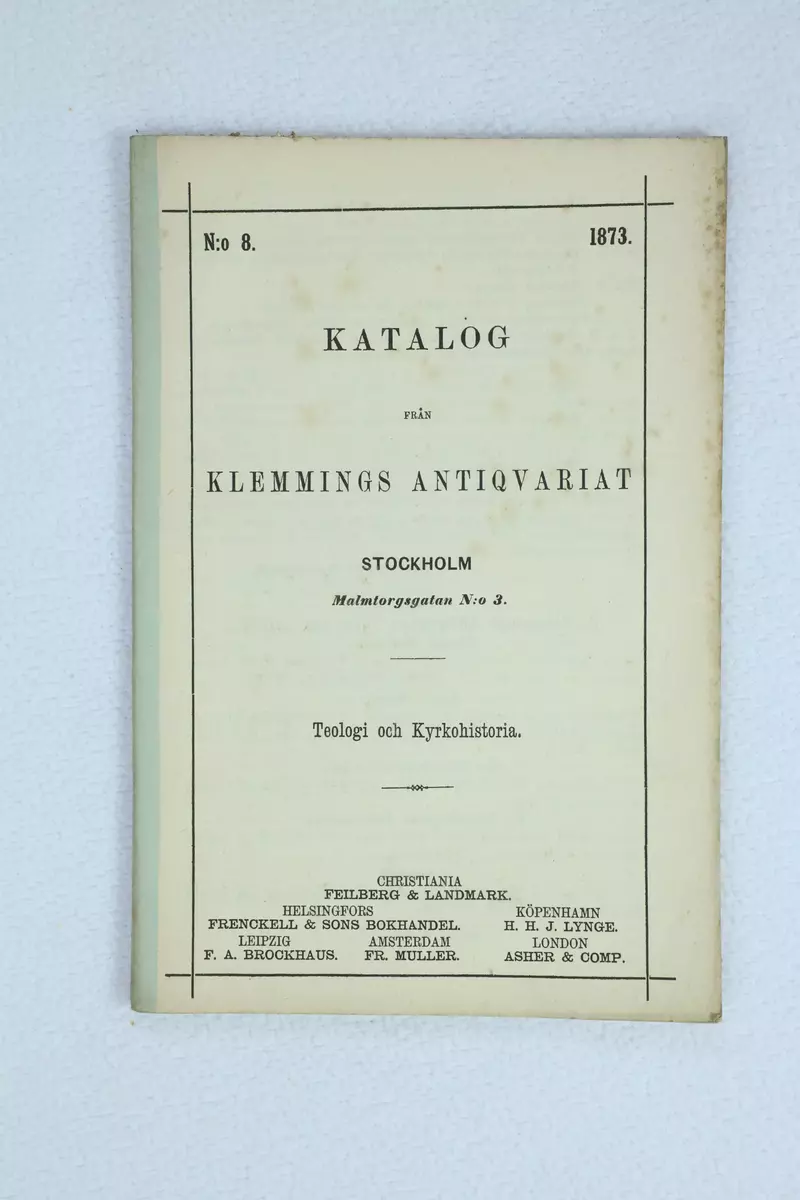 N:o 8. 1873.
KATALOG
FRÅN
KLEMMINGS ANTIQVARIAT
STOCKHOLM
Malmtorgsgatan N:o 3.
Teologi och Kyrkohistoria.
CHRISTIANIA
FEILBERG & LANDMARK.
HELSINGFORS KÖPENHAMN
FRENCKELL & SONS BOKHANDEL. H. H. J. LYNGE.
LEIPZIG AMSTERDAM LONDON
F. A. BROCKHAUS. FR. MULLER. ASHER & COMP.